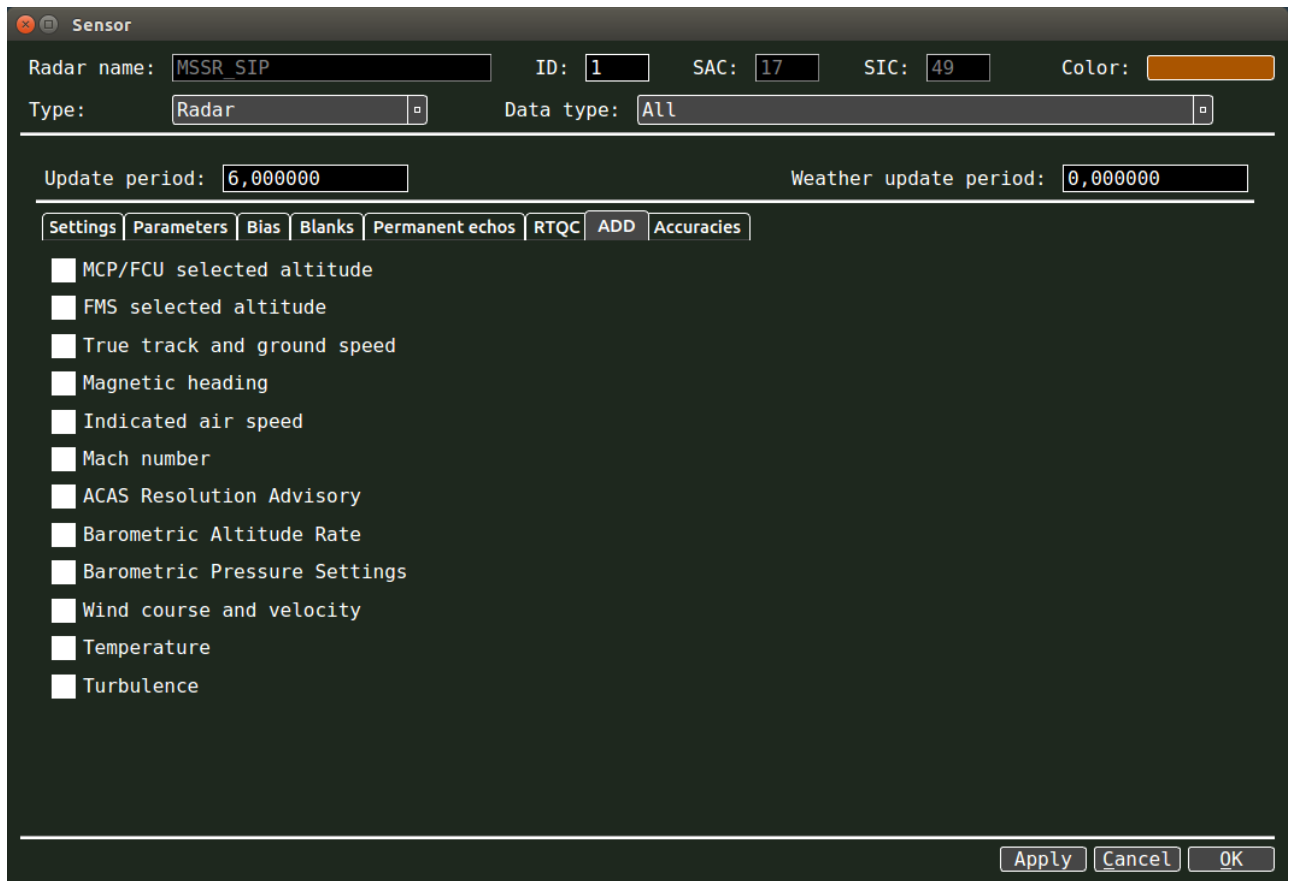 Sensor
Radar name: MSSR_SIP ID: 1 SAC: 17 SIC: 49 Color:
Type: Radar Data type: All
Update period: 6,000000 Weather update period: 0,000000
Settings Parameters Bias Blanks Permanent echos RTQC ADD Accuracies
MCP/FCU selected altitude
FMS selected altitude
True track and ground speed
Magnetic heading
Indicated air speed
Mach number
ACAS Resolution Advisory
Barometric Altitude Rate
Barometric Pressure Settings
Wind course and velocity
Temperature
Turbulence
Apply Cancel OK